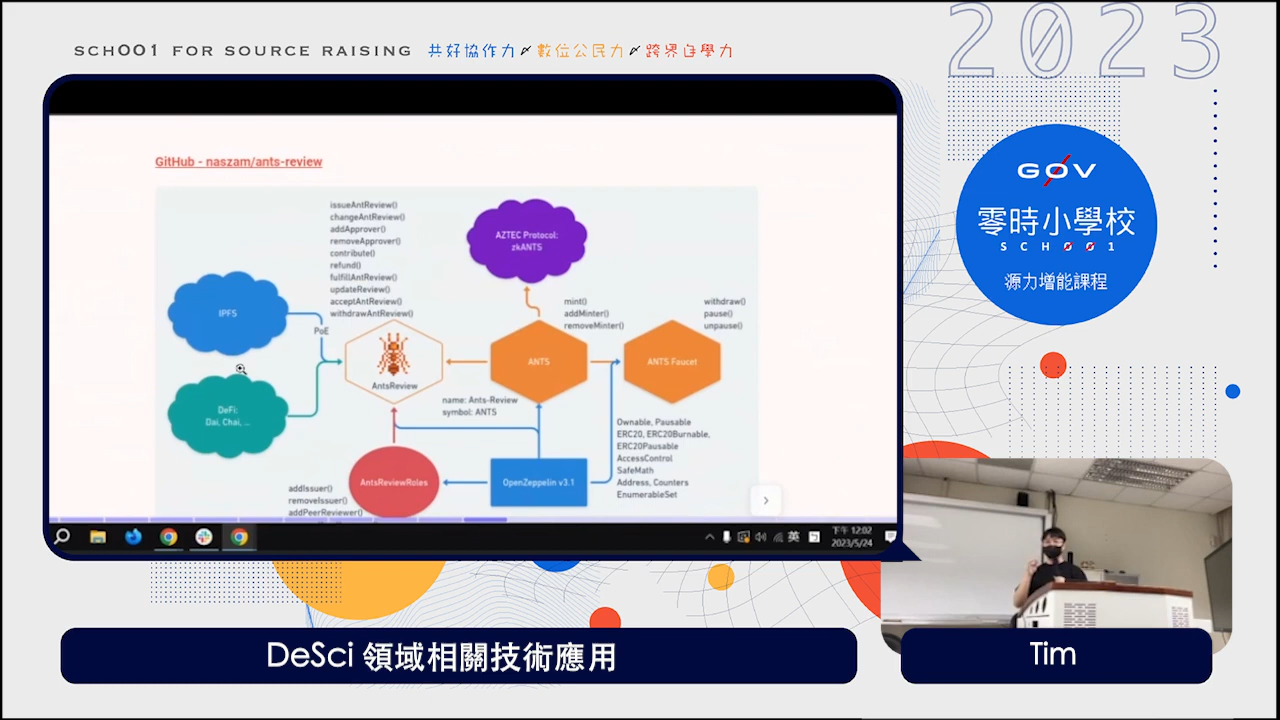 2023
SCH001 FOR SOURCE RAISING 共好協作力 數位公民力 跨界自學力
GitHub - naszam/ants-review
issueAntReview()
changeAntReview()
addApprover()
removeApprover()
contribute()
refund()
fulfillAntReview()
updateReview()
acceptAntReview()
withdrawAntReview()
AZTEC Protocol:
zkANTS
IPFS
PoE
mint()
addMinter()
removeMinter()
withdraw()
pause()
unpause()
AntsReview
ANTS
ANTS Faucet
DeFi:
Dai, Chai, ...
name: Ants-Review
symbol: ANTS
Ownable, Pausable
ERC20, ERC20Burnable,
ERC20Pausable
AccessControl
SafeMath
Address, Counters
EnumerableSet
AntsReviewRoles
OpenZeppelin v3.1
addIssuer()
removeIssuer()
addPeerReviewer()
英
下午 12:02
2023/5/24
G0V
零時小學校
SCH001
源力增能課程
DeSci 領域相關技術應用
Tim